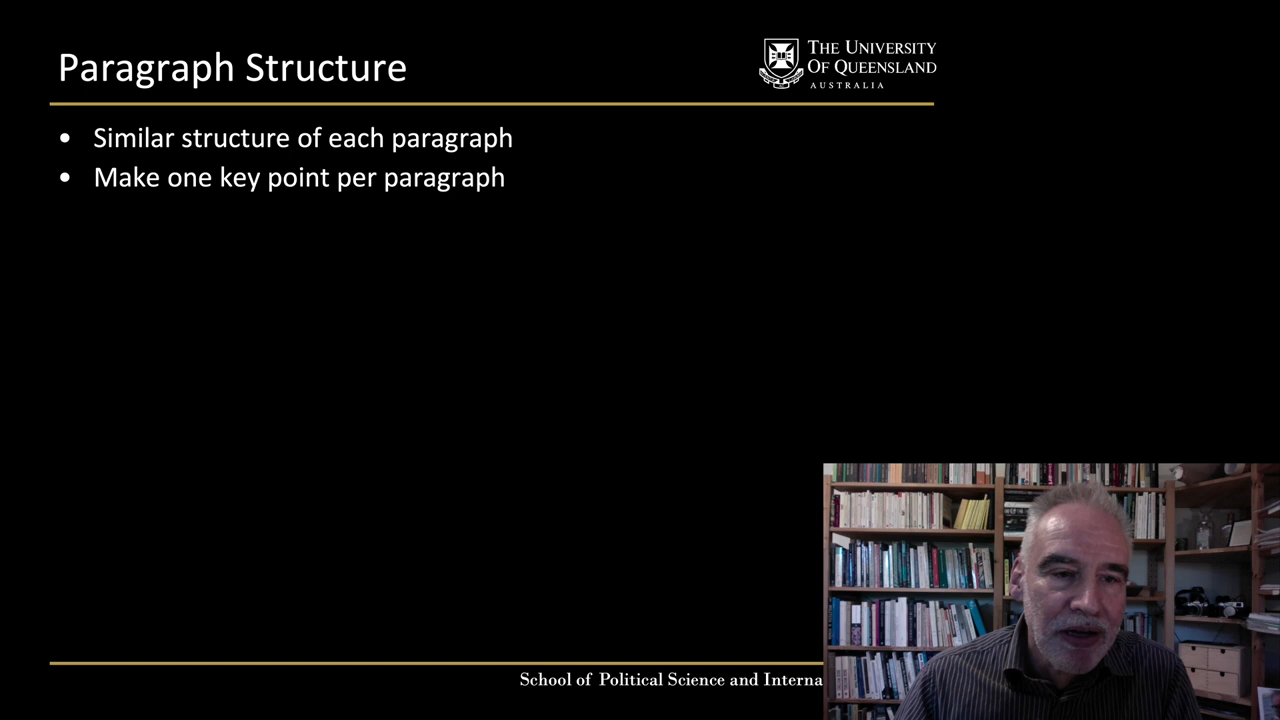 Paragraph Structure
THE UNIVERSITY
OF QUEENSLAND
AUSTRALIA
• Similar structure of each paragraph
• Make one key point per paragraph
School of Political Science and Interna